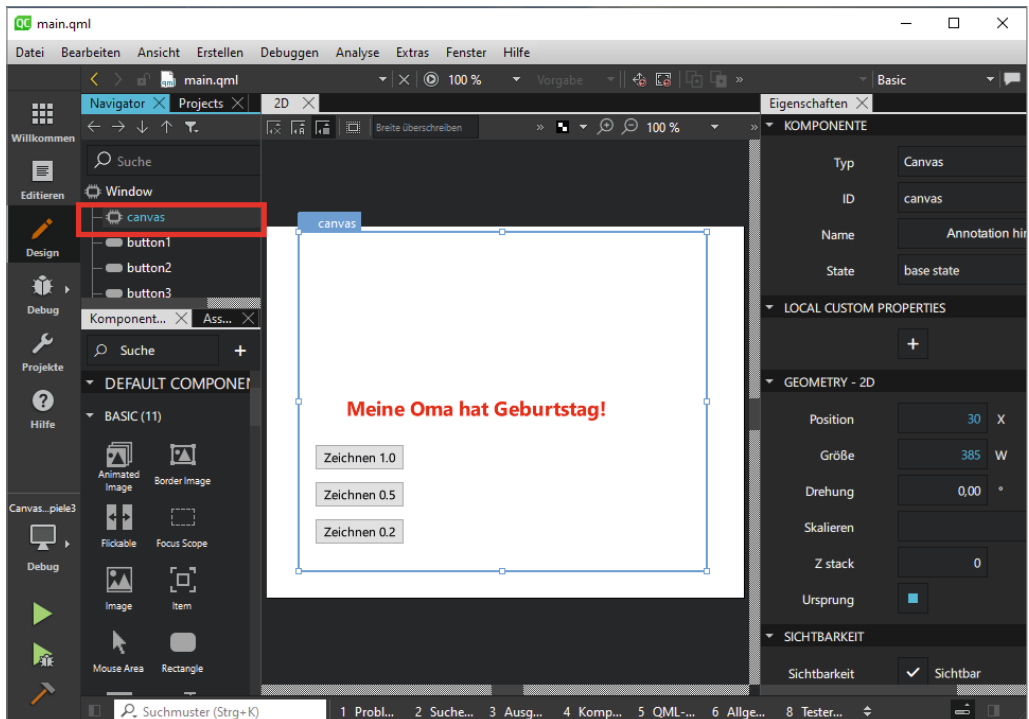 QC main.qml
Datei Bearbeiten Ansicht Erstellen Debuggen Analyse Extras Fenster Hilfe
main.qml 100 % Vorgabe » Basic
Navigator Projects 2D Eigenschaften
Willkommen
Editieren
Design
Debug
Projekte
Hilfe
Canvas...piele3
Debug
Suche
Window
canvas
button1
button2
button3
Komponent... Ass...
Suche +
DEFAULT COMPONEN
BASIC (11)
Animated Image
Border Image
Flickable
Focus Scope
Image
Item
Mouse Area
Rectangle
Breite überschreiben » 100 % »
canvas
Meine Oma hat Geburtstag!
Zeichnen 1.0
Zeichnen 0.5
Zeichnen 0.2
KOMPONENTE
Typ Canvas
ID canvas
Name Annotation hin
State base state
LOCAL CUSTOM PROPERTIES
+
GEOMETRY - 2D
Position 30 X
Größe 385 W
Drehung 0,00 °
Skalieren
Z stack 0
Ursprung
SICHTBARKEIT
Sichtbarkeit Sichtbar
Suchmuster (Strg+K) 1 Probl... 2 Suche... 3 Ausg... 4 Komp... 5 QML-... 6 Allge... 8 Tester...